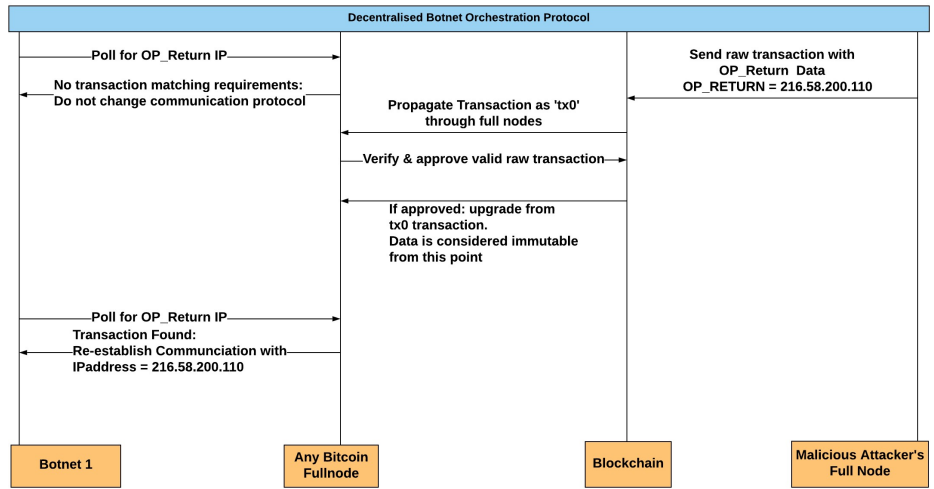 Decentralised Botnet Orchestration Protocol
Poll for OP_Return IP
No transaction matching requirements:
Do not change communication protocol
Send raw transaction with
OP_Return Data
OP_RETURN = 216.58.200.110
Propagate Transaction as 'tx0'
through full nodes
Verify & approve valid raw transaction
If approved: upgrade from
tx0 transaction.
Data is considered immutable
from this point
Poll for OP_Return IP
Transaction Found:
Re-establish Communciation with
IPaddress = 216.58.200.110
Botnet 1
Any Bitcoin
Fullnode
Blockchain
Malicious Attacker's
Full Node